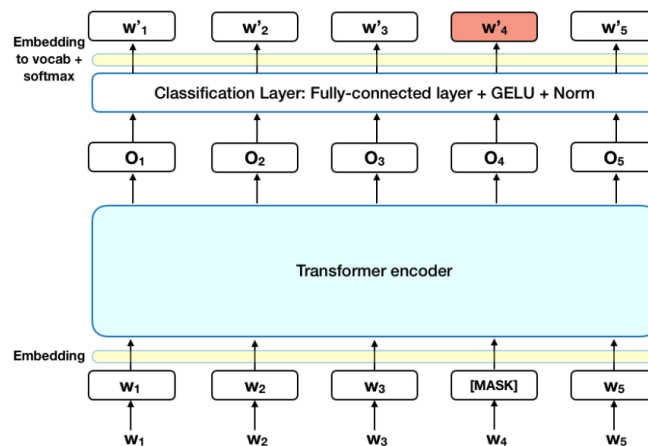 w’1 w’2 w’3 w’4 w’5
Embedding
to vocab +
softmax
Classification Layer: Fully-connected layer + GELU + Norm
O1 O2 O3 O4 O5
Transformer encoder
Embedding
W1 W2 W3 [MASK] W5
W1 W2 W3 W4 W5